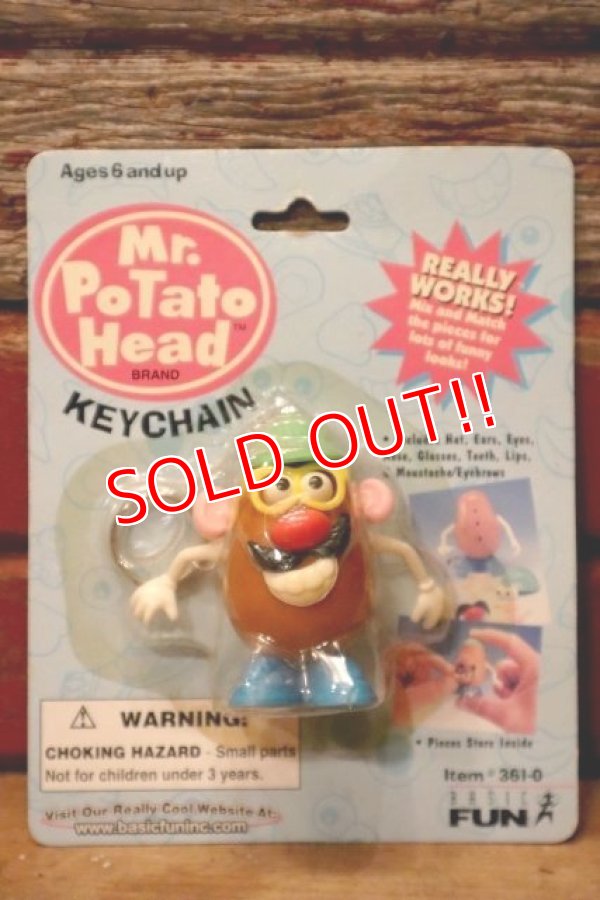 Ages 6 and up
Mr.
PoTato
Head™
BRAND
KEYCHAIN
REALLY
WORKS!
Mix and Match
the pieces for
lots of funny
looks!
SOLD OUT!!
Hat, Ears, Eyes,
Glasses, Teeth, Lips,
Moustache/Eyebrows
⚠ WARNING:
CHOKING HAZARD - Small parts
Not for children under 3 years.
• Pieces Store Inside
Item # 361-0
Visit Our Really Cool Website At:
www.basicfuninc.com
BASIC
FUN